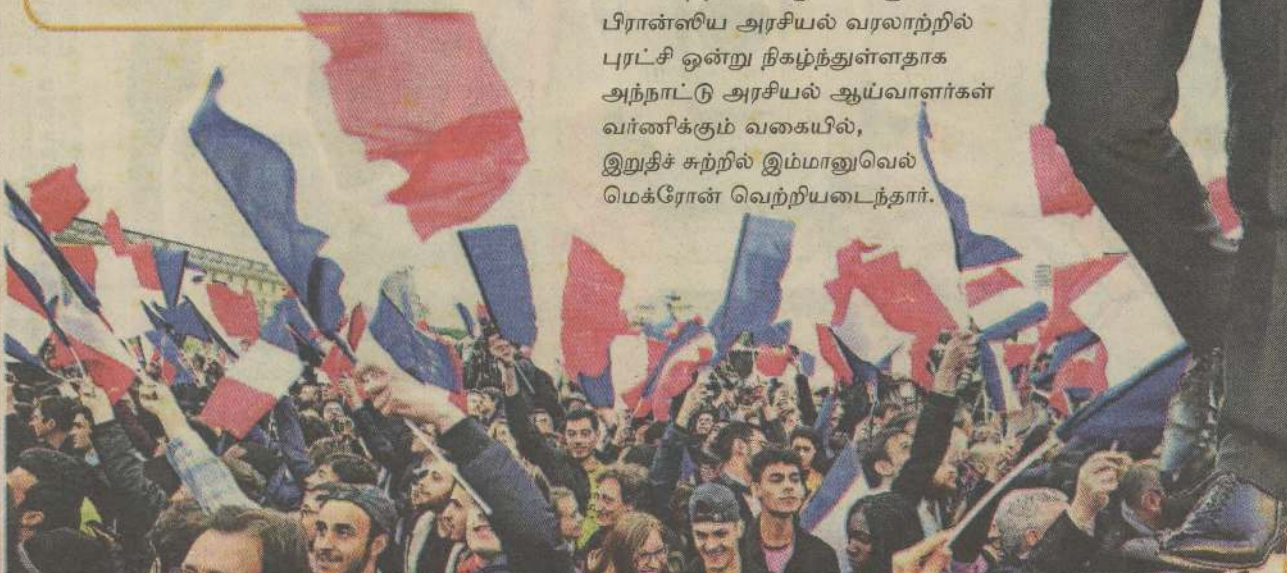 பிரான்ஸிய அரசியல் வரலாற்றில்
புரட்சி ஒன்று நிகழ்ந்துள்ளதாக
அந்நாட்டு அரசியல் ஆய்வாளர்கள்
வர்ணிக்கும் வகையில்,
இறுதிச் சுற்றில் இம்மானுவெல்
மெக்ரோன் வெற்றியடைந்தார்.